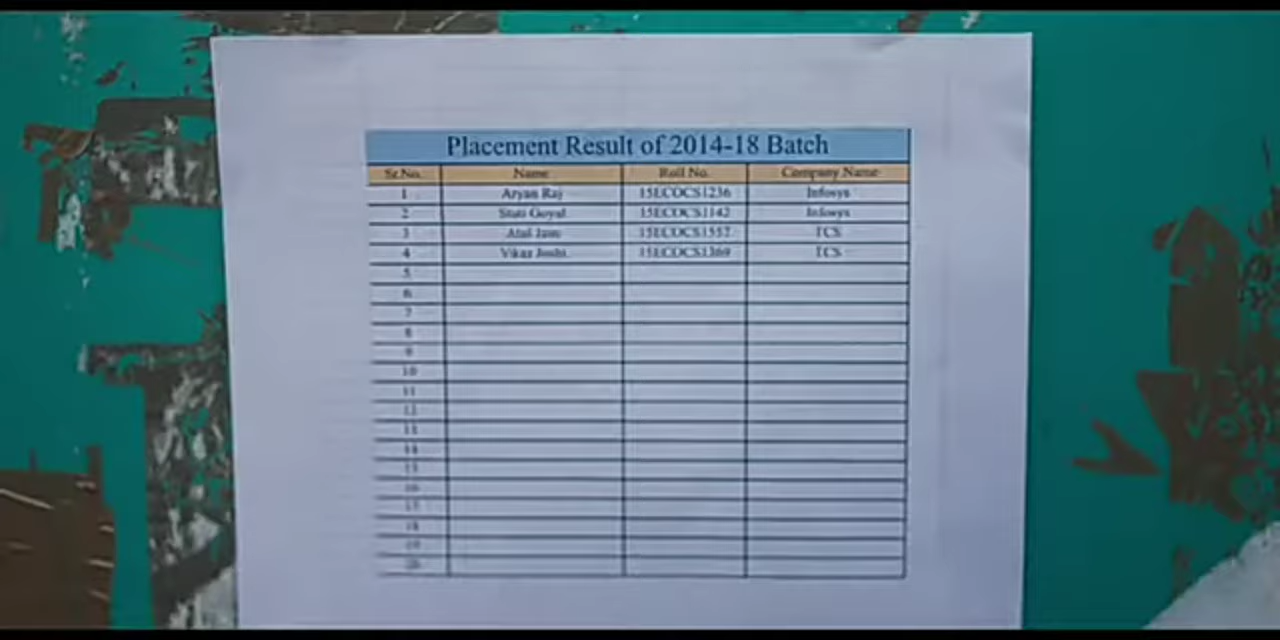 Placement Result of 2014-18 Batch
Sr.No. Name Roll No. Company Name
1 Aryan Raj 15ECOCS1236 Infosys
2 Stuti Goyal 15ECOCS1142 Infosys
3 Atul Jain 15ECOCS1557 TCS
4 Vikas Joshi 15ECOCS1369 TCS
5
6
7
8
9
10
11
12
13
14
15
16
17
18
19
20